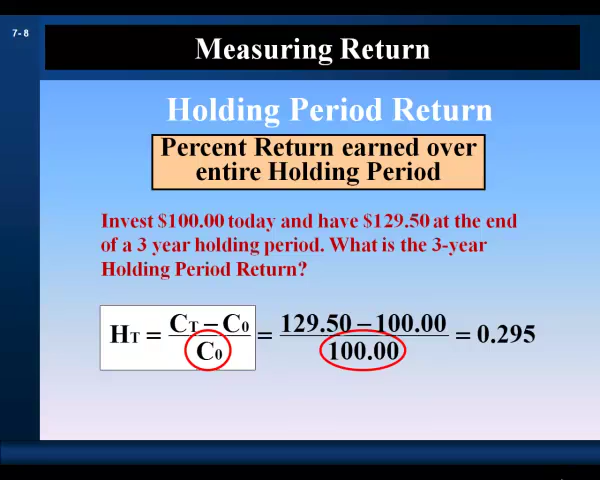 7- 8
Measuring Return
Holding Period Return
Percent Return earned over
entire Holding Period
Invest $100.00 today and have $129.50 at the end
of a 3 year holding period. What is the 3-year
Holding Period Return?
H_T = (C_T − C_0) / C_0 = (129.50 − 100.00) / 100.00 = 0.295